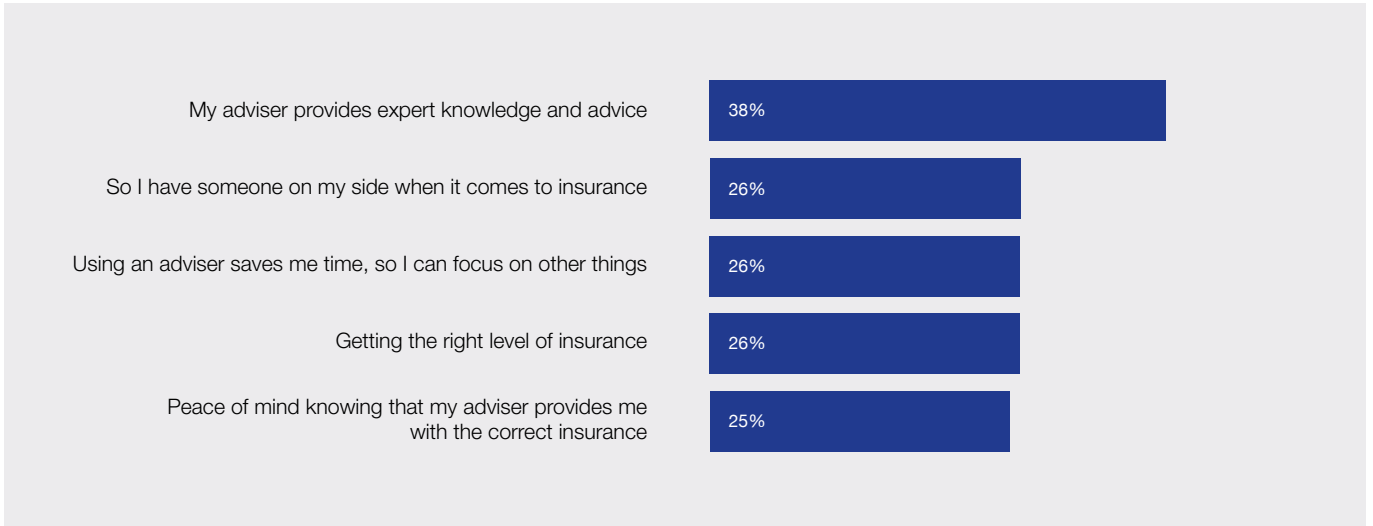 My adviser provides expert knowledge and advice
38%
So I have someone on my side when it comes to insurance
26%
Using an adviser saves me time, so I can focus on other things
26%
Getting the right level of insurance
26%
Peace of mind knowing that my adviser provides me
with the correct insurance
25%